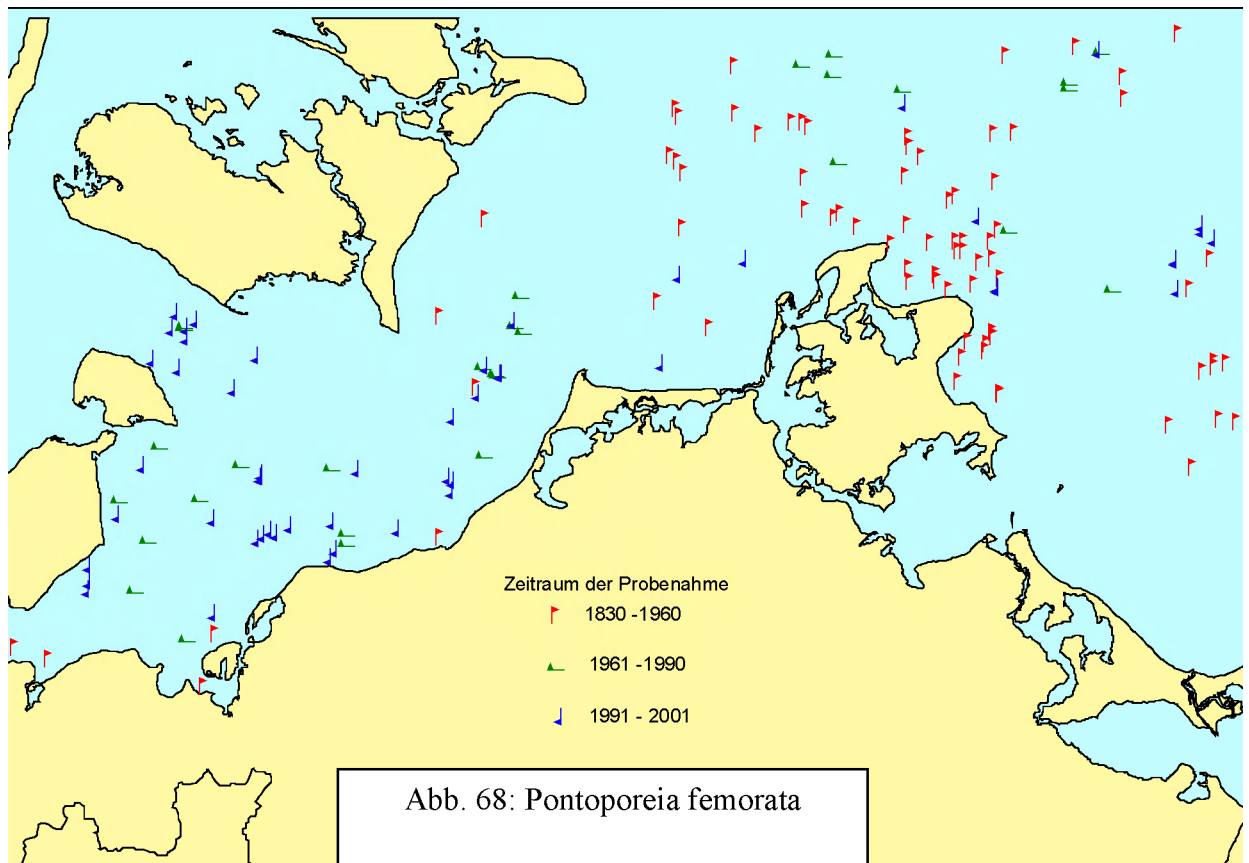 Zeitraum der Probenahme
1830 -1960
1961 -1990
1991 - 2001
Abb. 68: Pontoporeia femorata